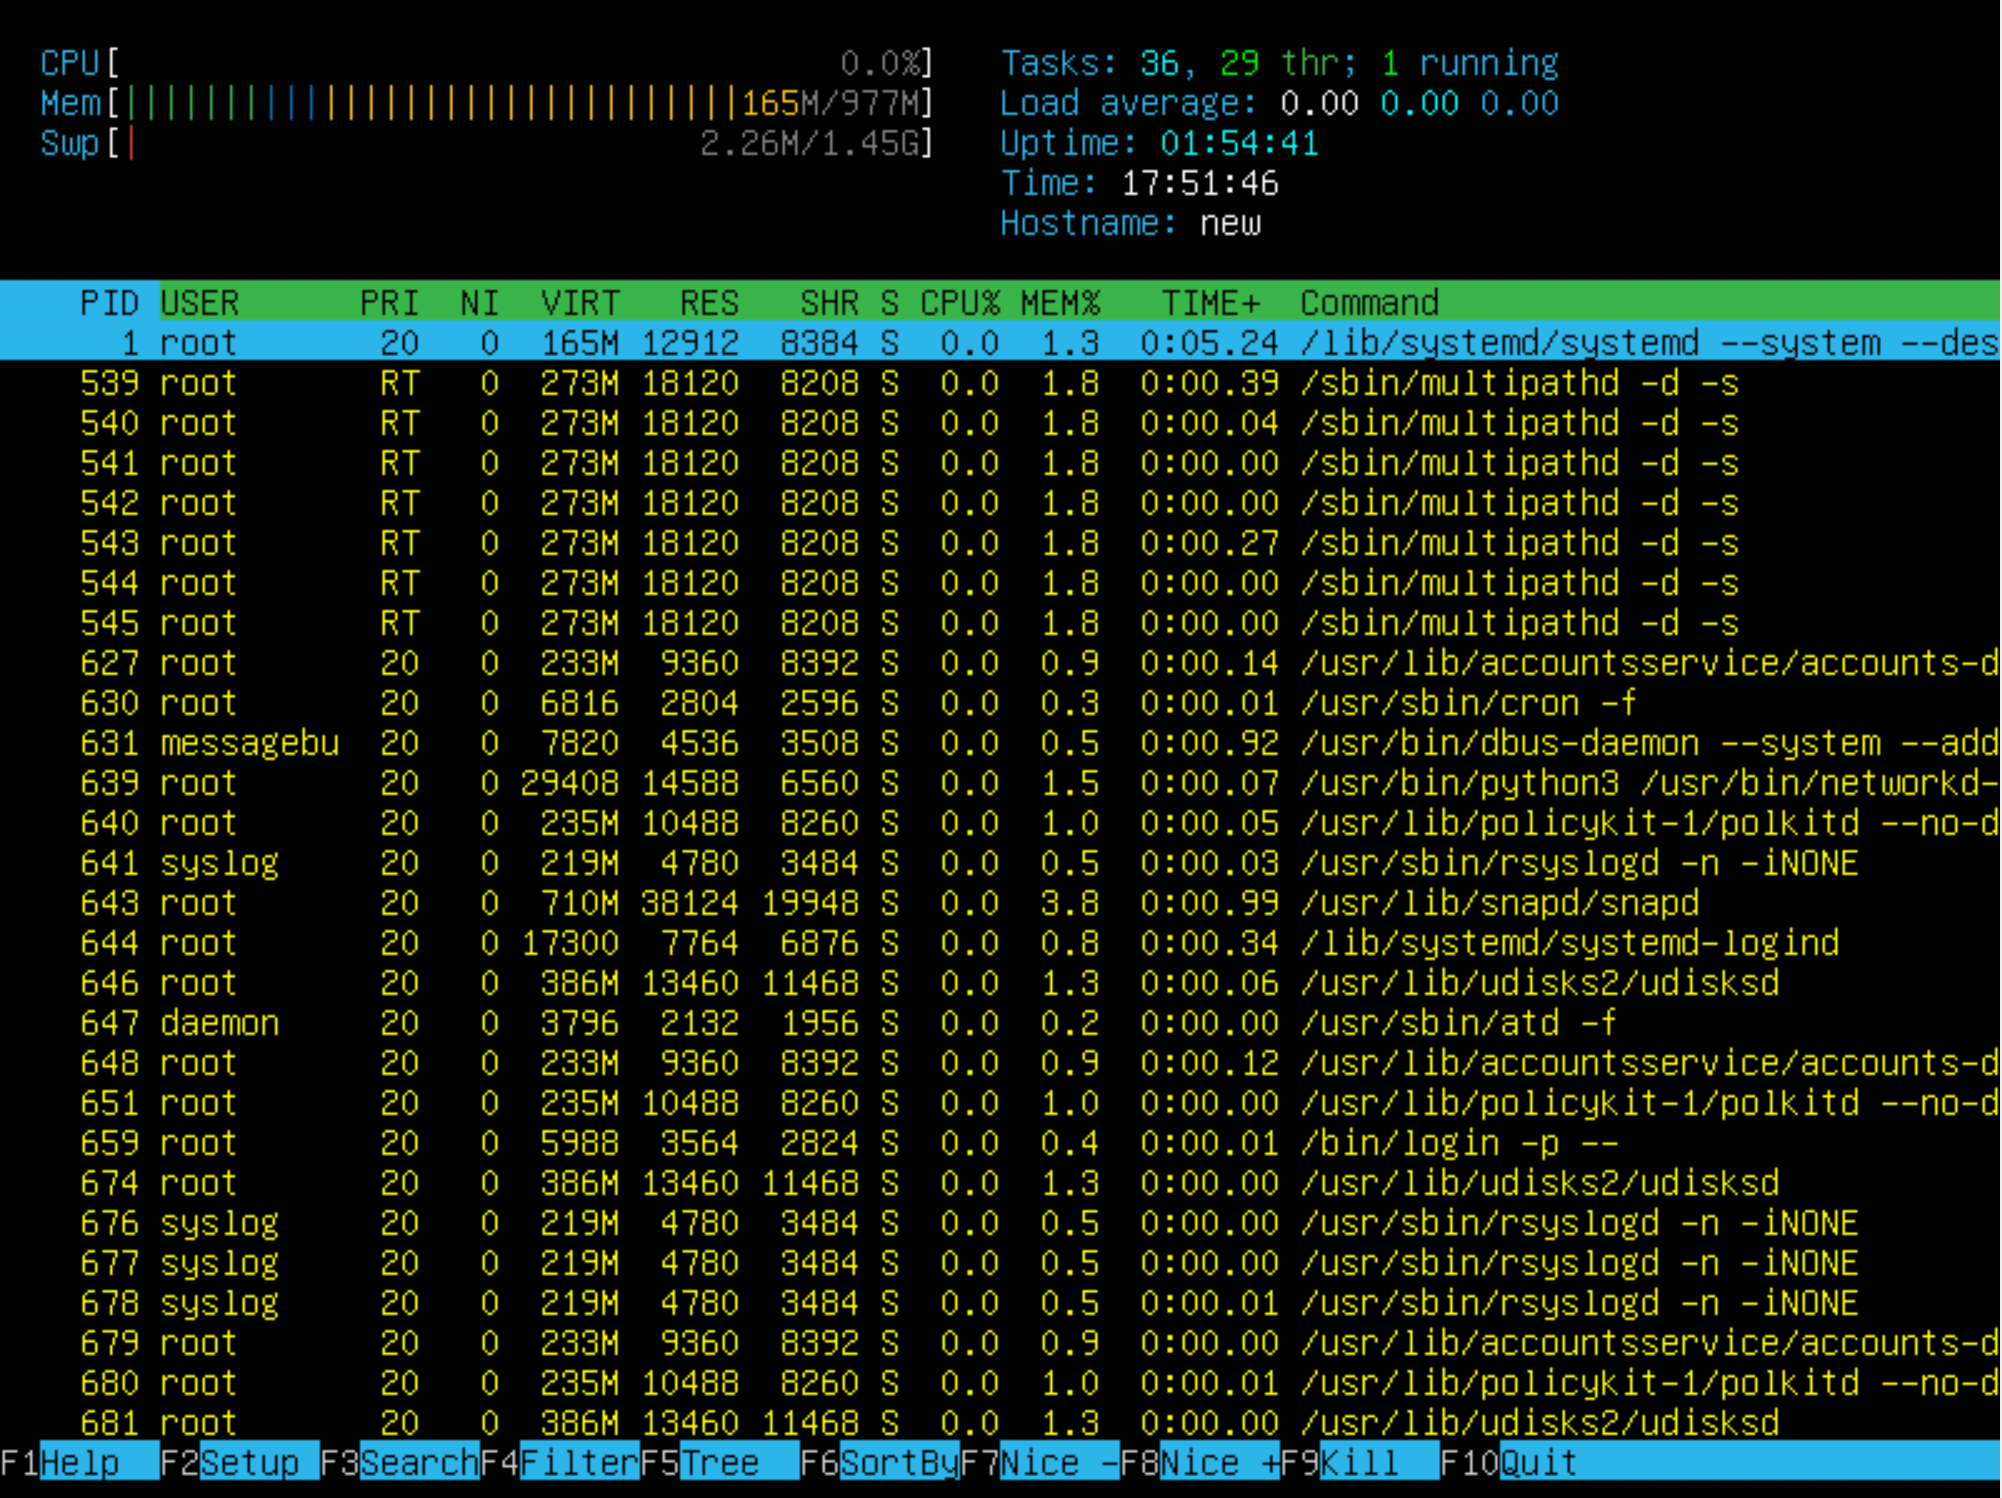 CPU[ 0.0%] Tasks: 36, 29 thr; 1 running
Mem[|||||||||||||||||||||||||||||||165M/977M] Load average: 0.00 0.00 0.00
Swp[| 2.26M/1.45G] Uptime: 01:54:41
Time: 17:51:46
Hostname: new
PID USER PRI NI VIRT RES SHR S CPU% MEM% TIME+ Command
1 root 20 0 165M 12912 8384 S 0.0 1.3 0:05.24 /lib/systemd/systemd --system --des
539 root RT 0 273M 18120 8208 S 0.0 1.8 0:00.39 /sbin/multipathd -d -s
540 root RT 0 273M 18120 8208 S 0.0 1.8 0:00.04 /sbin/multipathd -d -s
541 root RT 0 273M 18120 8208 S 0.0 1.8 0:00.00 /sbin/multipathd -d -s
542 root RT 0 273M 18120 8208 S 0.0 1.8 0:00.00 /sbin/multipathd -d -s
543 root RT 0 273M 18120 8208 S 0.0 1.8 0:00.27 /sbin/multipathd -d -s
544 root RT 0 273M 18120 8208 S 0.0 1.8 0:00.00 /sbin/multipathd -d -s
545 root RT 0 273M 18120 8208 S 0.0 1.8 0:00.00 /sbin/multipathd -d -s
627 root 20 0 233M 9360 8392 S 0.0 0.9 0:00.14 /usr/lib/accountsservice/accounts-d
630 root 20 0 6816 2804 2596 S 0.0 0.3 0:00.01 /usr/sbin/cron -f
631 messagebu 20 0 7820 4536 3508 S 0.0 0.5 0:00.92 /usr/bin/dbus-daemon --system --add
639 root 20 0 29408 14588 6560 S 0.0 1.5 0:00.07 /usr/bin/python3 /usr/bin/networkd-
640 root 20 0 235M 10488 8260 S 0.0 1.0 0:00.05 /usr/lib/policykit-1/polkitd --no-d
641 syslog 20 0 219M 4780 3484 S 0.0 0.5 0:00.03 /usr/sbin/rsyslogd -n -iNONE
643 root 20 0 710M 38124 19948 S 0.0 3.8 0:00.99 /usr/lib/snapd/snapd
644 root 20 0 17300 7764 6876 S 0.0 0.8 0:00.34 /lib/systemd/systemd-logind
646 root 20 0 386M 13460 11468 S 0.0 1.3 0:00.06 /usr/lib/udisks2/udisksd
647 daemon 20 0 3796 2132 1956 S 0.0 0.2 0:00.00 /usr/sbin/atd -f
648 root 20 0 233M 9360 8392 S 0.0 0.9 0:00.12 /usr/lib/accountsservice/accounts-d
651 root 20 0 235M 10488 8260 S 0.0 1.0 0:00.00 /usr/lib/policykit-1/polkitd --no-d
659 root 20 0 5988 3564 2824 S 0.0 0.4 0:00.01 /bin/login -p --
674 root 20 0 386M 13460 11468 S 0.0 1.3 0:00.00 /usr/lib/udisks2/udisksd
676 syslog 20 0 219M 4780 3484 S 0.0 0.5 0:00.00 /usr/sbin/rsyslogd -n -iNONE
677 syslog 20 0 219M 4780 3484 S 0.0 0.5 0:00.00 /usr/sbin/rsyslogd -n -iNONE
678 syslog 20 0 219M 4780 3484 S 0.0 0.5 0:00.01 /usr/sbin/rsyslogd -n -iNONE
679 root 20 0 233M 9360 8392 S 0.0 0.9 0:00.00 /usr/lib/accountsservice/accounts-d
680 root 20 0 235M 10488 8260 S 0.0 1.0 0:00.01 /usr/lib/policykit-1/polkitd --no-d
681 root 20 0 386M 13460 11468 S 0.0 1.3 0:00.00 /usr/lib/udisks2/udisksd
F1Help F2Setup F3SearchF4FilterF5Tree F6SortByF7Nice -F8Nice +F9Kill F10Quit